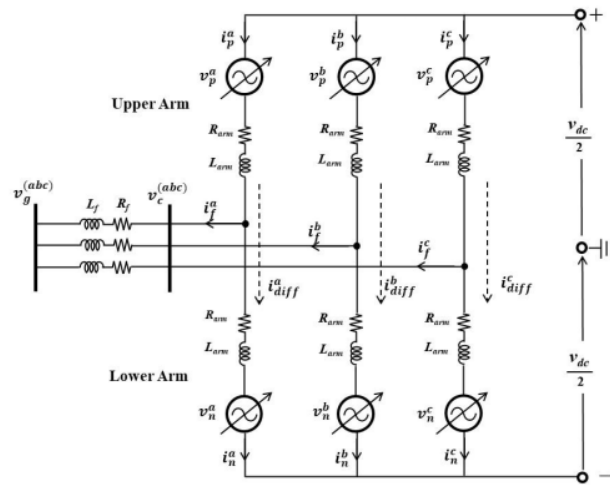 +
i_p^a i_p^b i_p^c
v_p^a v_p^b v_p^c
Upper Arm
R_arm R_arm R_arm
L_arm L_arm L_arm
v_dc/2
v_g^(abc) L_f R_f v_c^(abc) i_f^a i_f^b i_f^c
i_diff^a i_diff^b i_diff^c
R_arm R_arm R_arm
L_arm L_arm L_arm
Lower Arm
v_dc/2
v_n^a v_n^b v_n^c
i_n^a i_n^b i_n^c
−